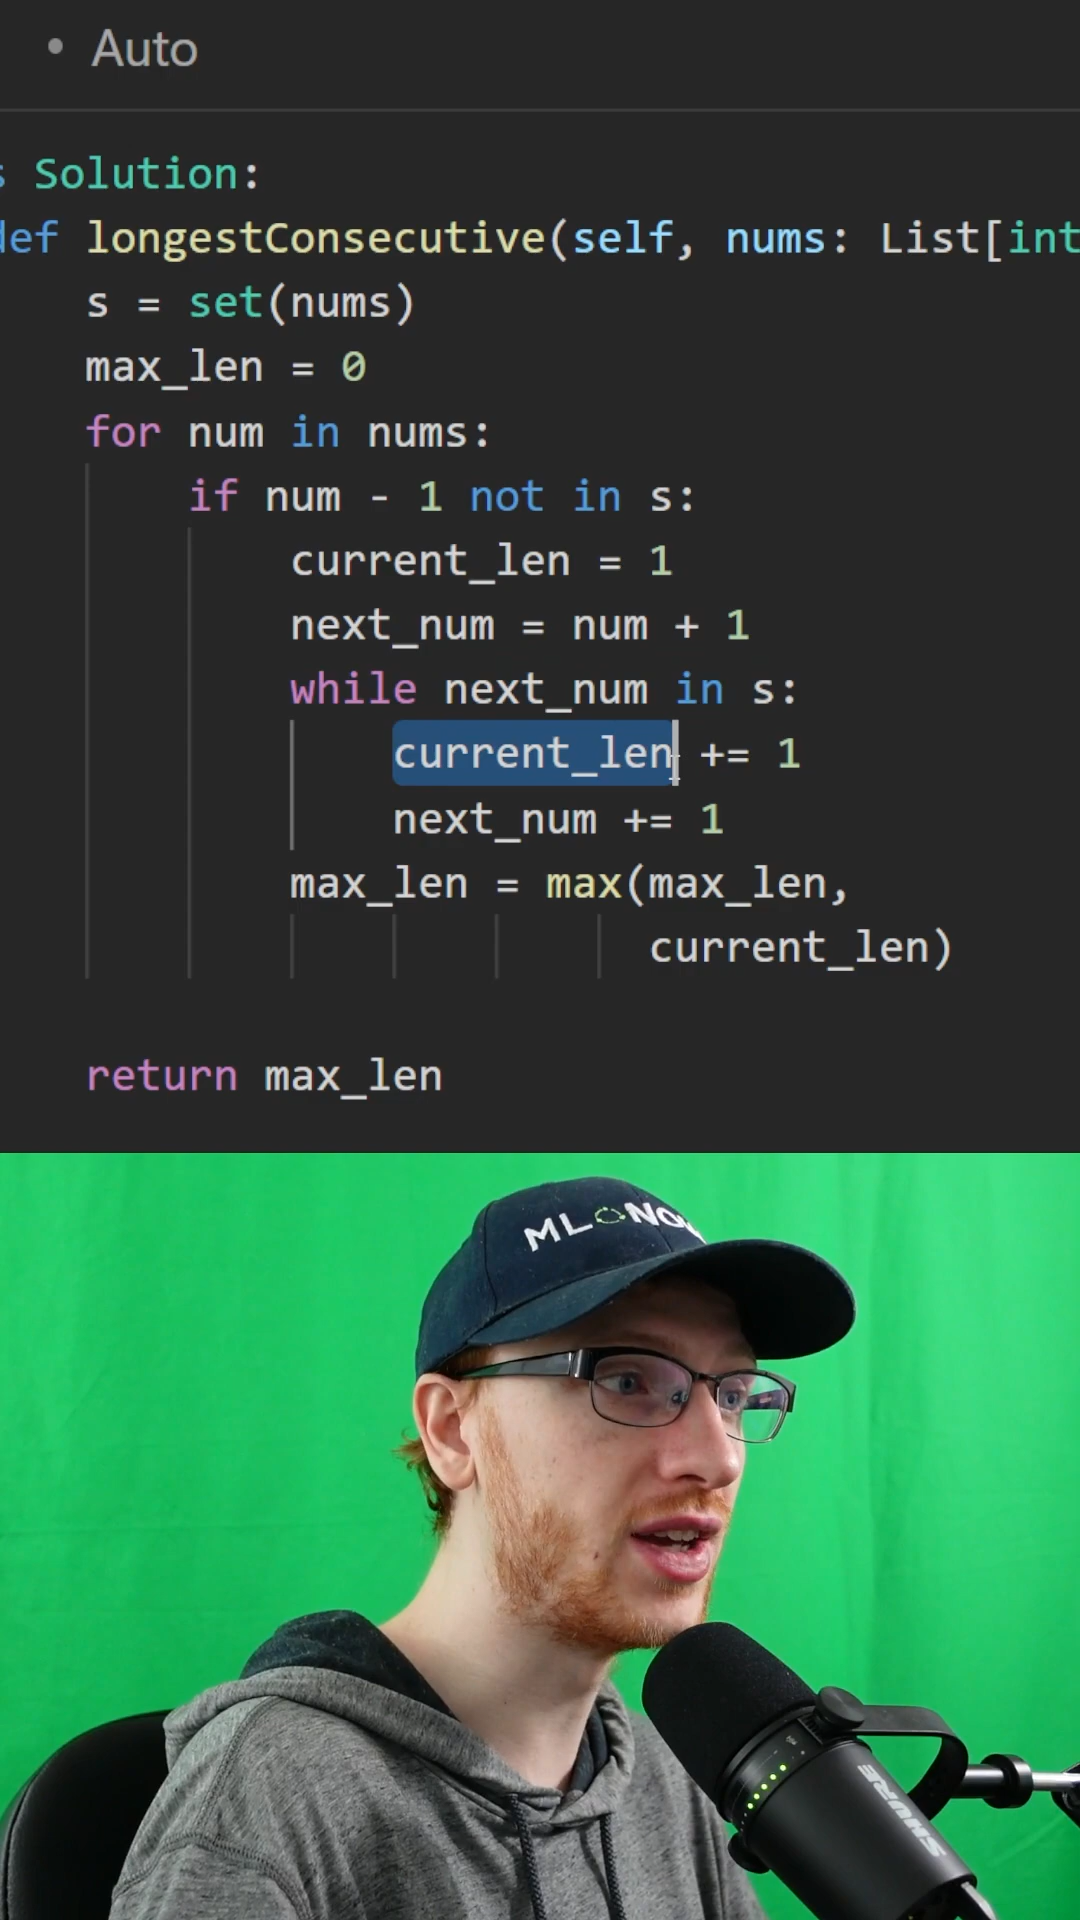 • Auto
s Solution:
def longestConsecutive(self, nums: List[int
s = set(nums)
max_len = 0
for num in nums:
if num - 1 not in s:
current_len = 1
next_num = num + 1
while next_num in s:
current_len += 1
next_num += 1
max_len = max(max_len,
current_len)
return max_len
ML NOW
SHURE